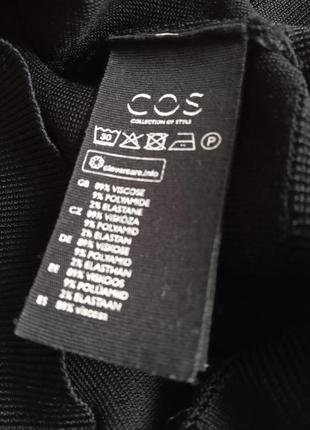 COS
COLLECTION OF STYLE
30 P
clevercare.info
GB 89% VISCOSE
9% POLYAMIDE
2% ELASTANE
CZ 89% VISKÓZA
9% POLYAMID
2% ELASTAN
DE 89% VISKOSE
9% POLYAMID
2% ELASTHAN
EE 89% VISKOOS
9% POLÜAMIID
2% ELASTAAN
ES 89% viscosa